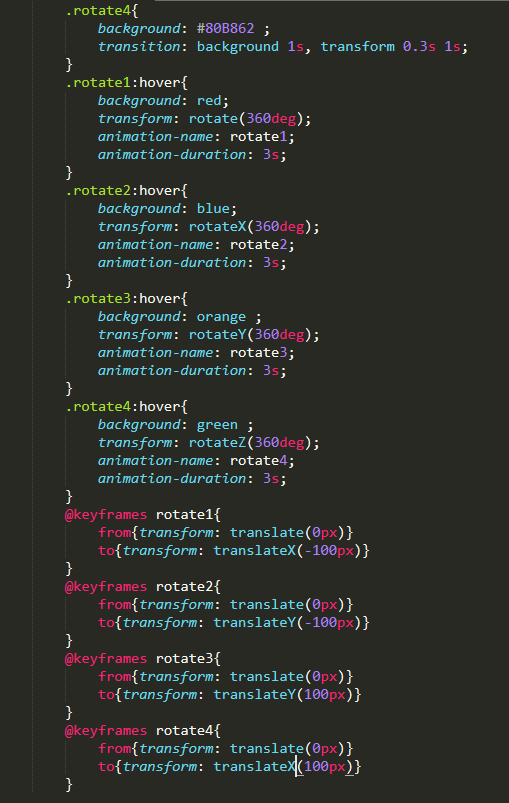 .rotate4{
background: #80B862 ;
transition: background 1s, transform 0.3s 1s;
}
.rotate1:hover{
background: red;
transform: rotate(360deg);
animation-name: rotate1;
animation-duration: 3s;
}
.rotate2:hover{
background: blue;
transform: rotateX(360deg);
animation-name: rotate2;
animation-duration: 3s;
}
.rotate3:hover{
background: orange ;
transform: rotateY(360deg);
animation-name: rotate3;
animation-duration: 3s;
}
.rotate4:hover{
background: green ;
transform: rotateZ(360deg);
animation-name: rotate4;
animation-duration: 3s;
}
@keyframes rotate1{
from{transform: translate(0px)}
to{transform: translateX(-100px)}
}
@keyframes rotate2{
from{transform: translate(0px)}
to{transform: translateY(-100px)}
}
@keyframes rotate3{
from{transform: translate(0px)}
to{transform: translateY(100px)}
}
@keyframes rotate4{
from{transform: translate(0px)}
to{transform: translateX(100px)}
}